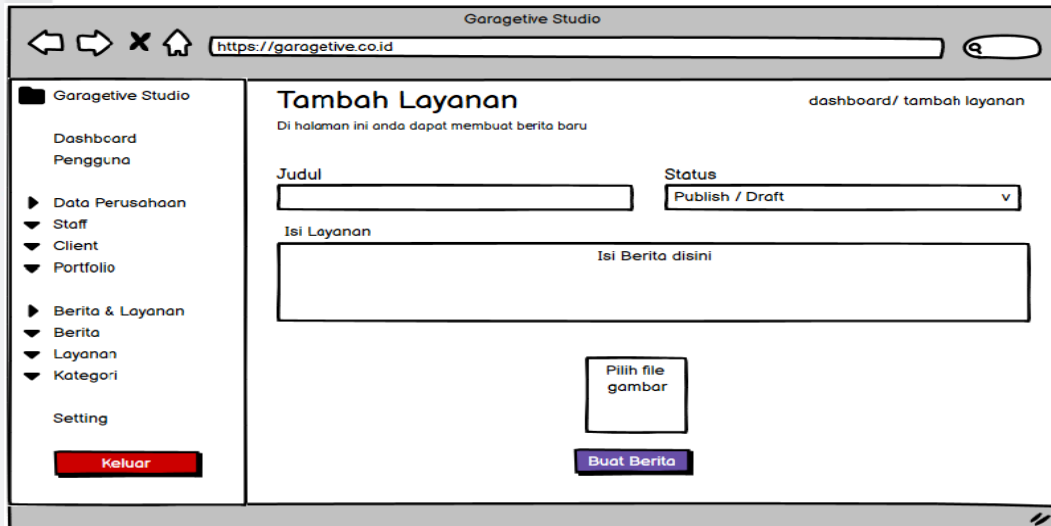 Garagetive Studio
https://garagetive.co.id
Garagetive Studio
Dashboard
Pengguna
Data Perusahaan
Staff
Client
Portfolio
Berita & Layanan
Berita
Layanan
Kategori
Setting
Keluar
Tambah Layanan
dashboard/ tambah layanan
Di halaman ini anda dapat membuat berita baru
Judul
Status
Publish / Draft
v
Isi Layanan
Isi Berita disini
Pilih file
gambar
Buat Berita